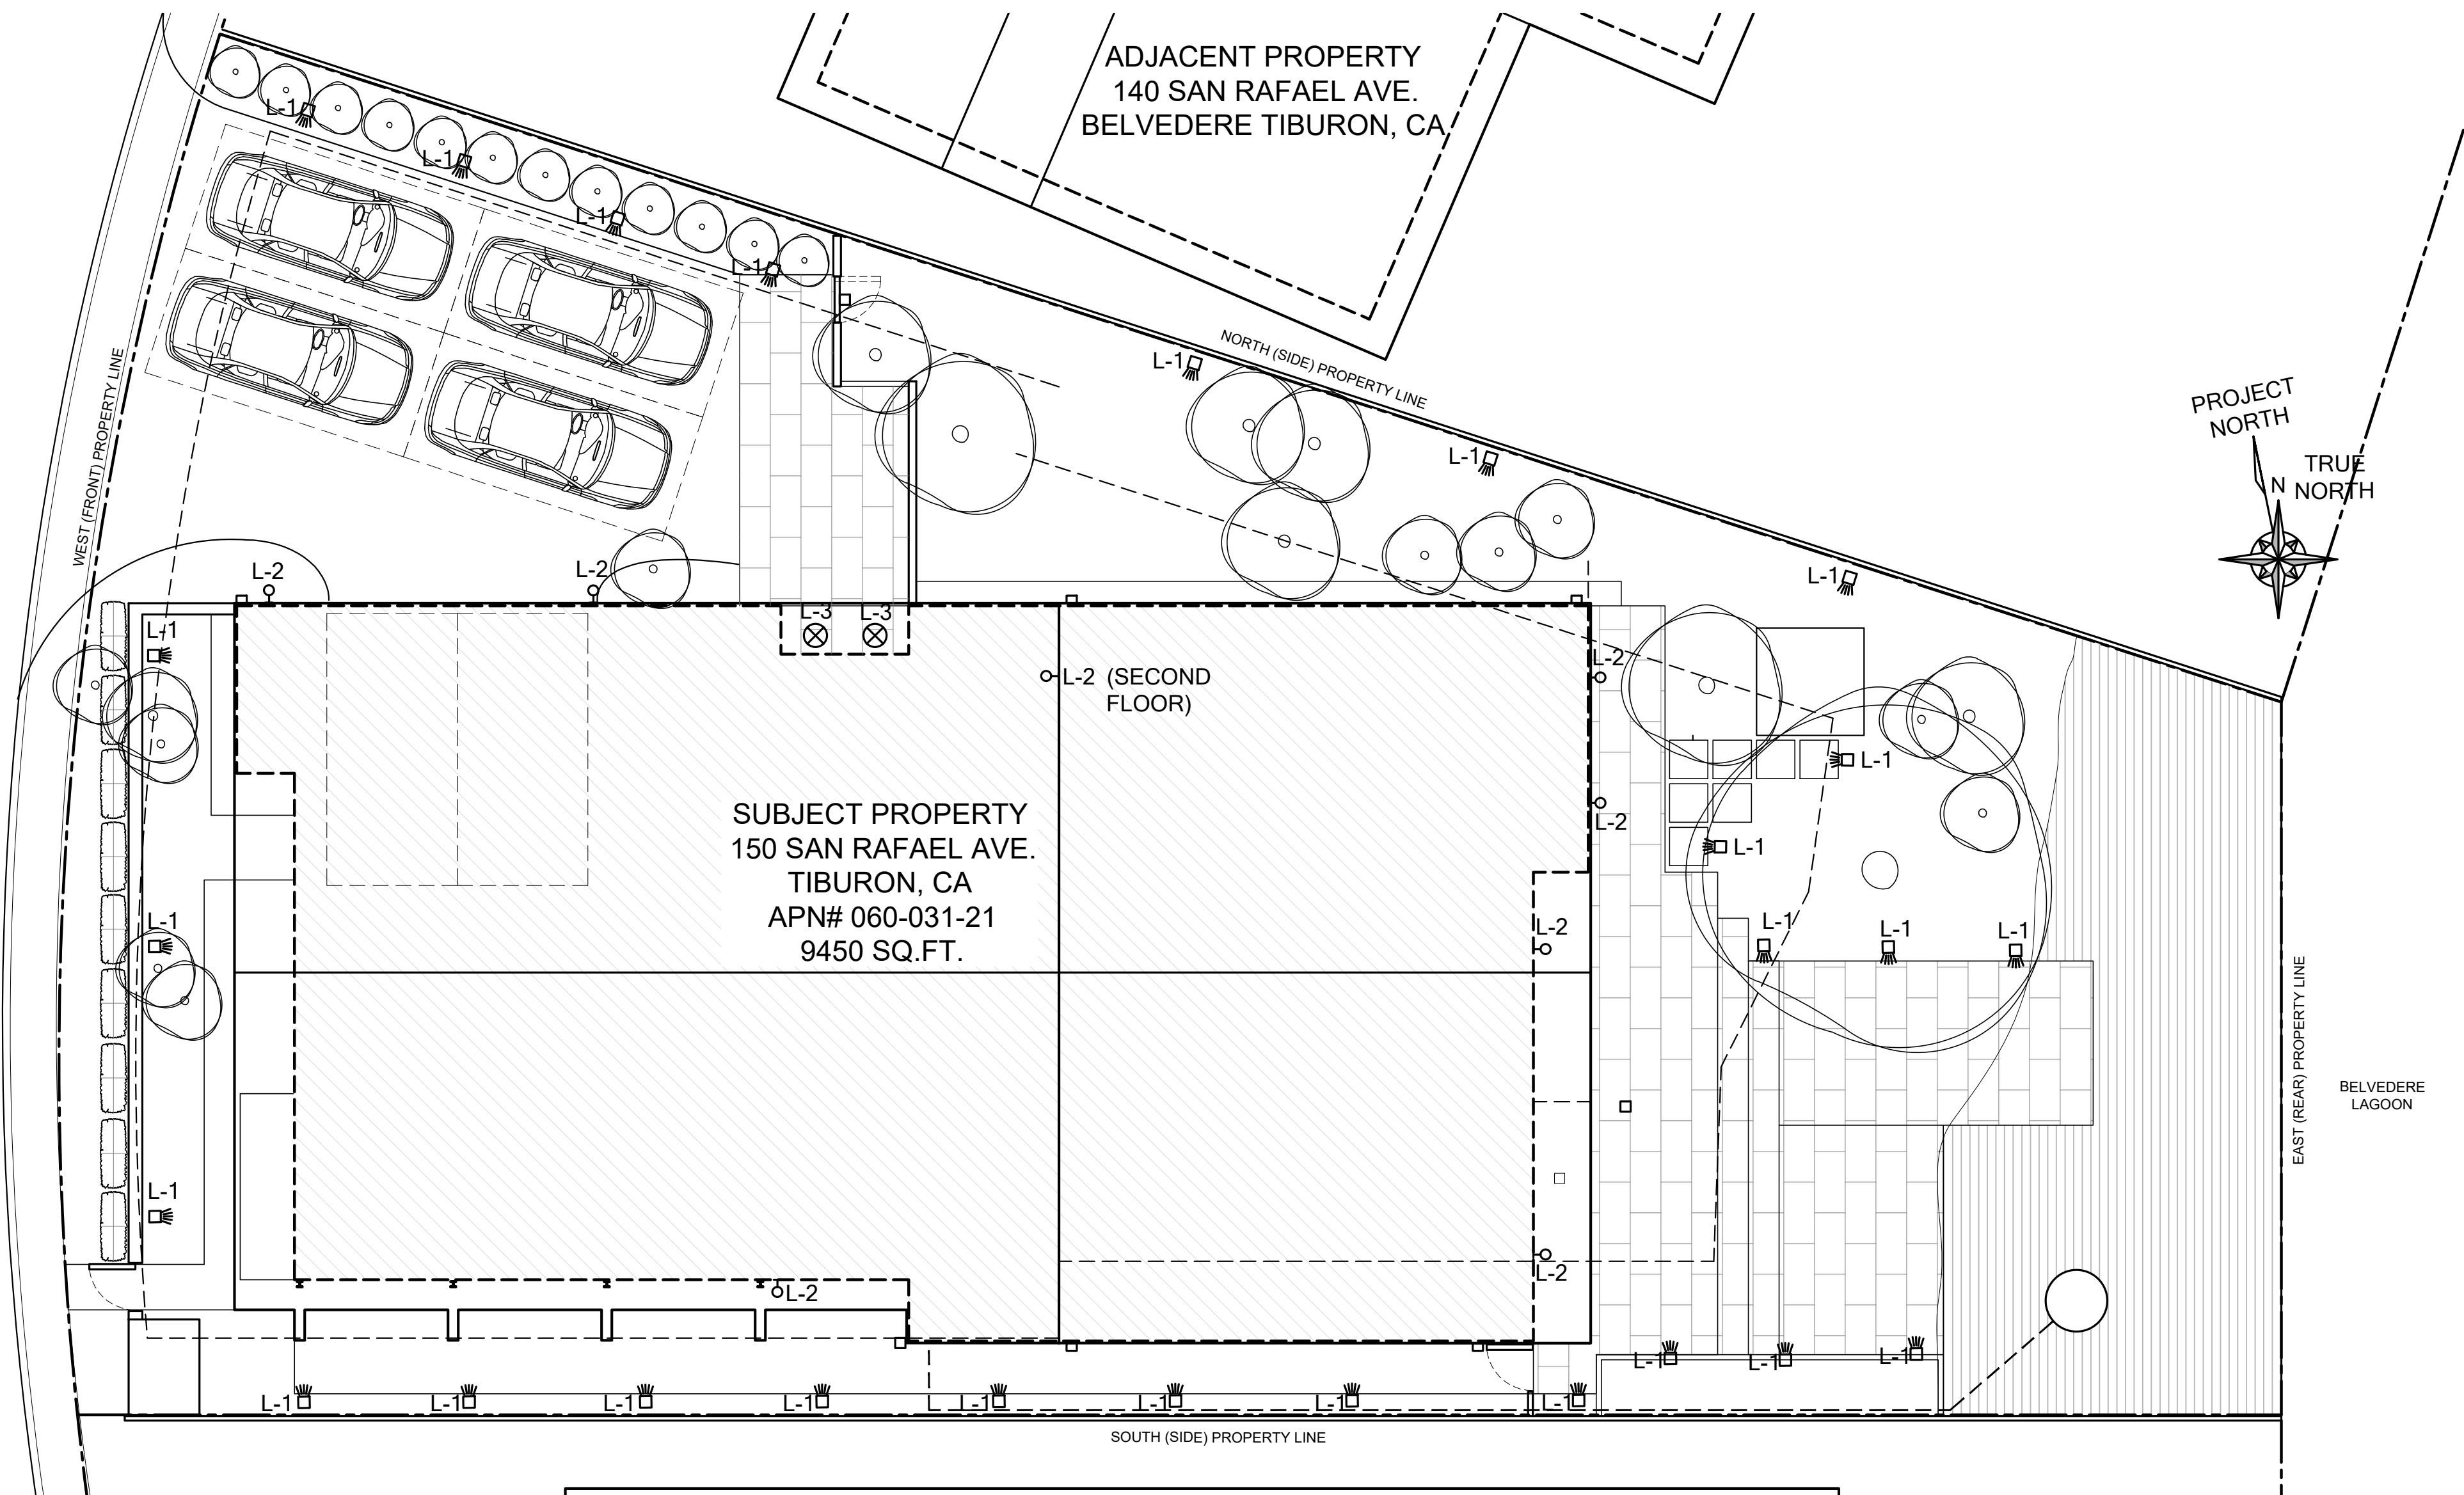 ADJACENT PROPERTY
140 SAN RAFAEL AVE.
BELVEDERE TIBURON, CA
L-1
L-1
L-1
L-1
NORTH (SIDE) PROPERTY LINE
L-1
L-1
L-1
WEST (FRONT) PROPERTY LINE
PROJECT
NORTH
TRUE
NORTH
N
L-2
L-2
L-3
L-3
L-1
L-2 (SECOND
FLOOR)
L-2
L-2
L-1
L-1
SUBJECT PROPERTY
150 SAN RAFAEL AVE.
TIBURON, CA
APN# 060-031-21
9450 SQ.FT.
L-1
L-2
L-1
L-1
L-1
EAST (REAR) PROPERTY LINE
BELVEDERE
LAGOON
L-1
L-2
L-2
L-1
L-1
L-1
L-1
L-1
L-1
L-1
L-1
L-1
L-1
L-1
SOUTH (SIDE) PROPERTY LINE